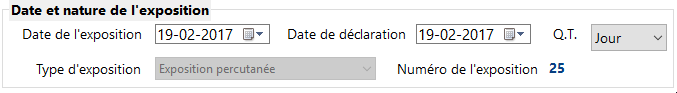 Date et nature de l'exposition
Date de l'exposition 19-02-2017 Date de déclaration 19-02-2017 Q.T. Jour
Type d'exposition Exposition percutanée Numéro de l'exposition 25